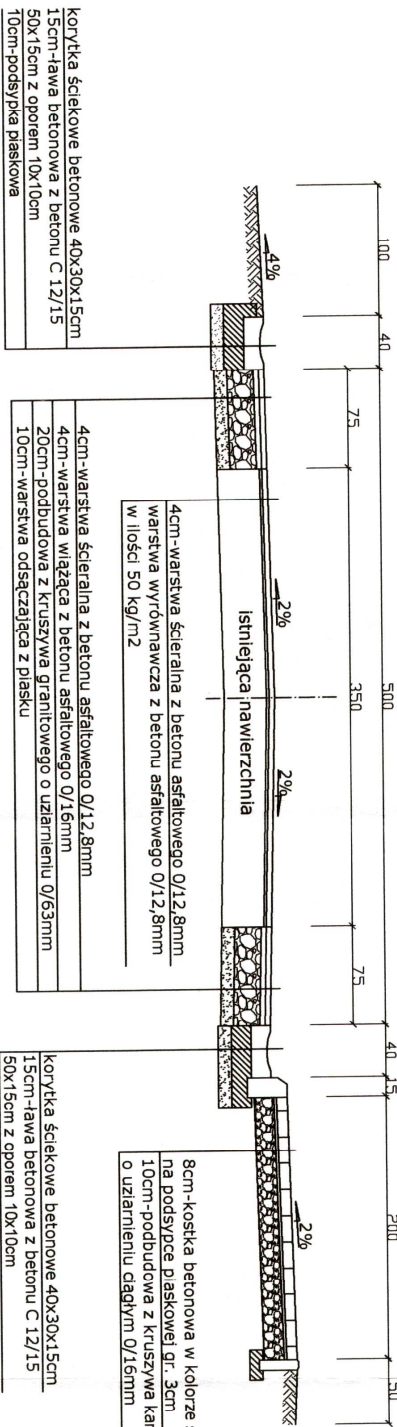 100
40
75
500
350
75
40
15
200
50
4%
2%
2%
2%
istniejąca nawierzchnia
korytka ściekowe betonowe 40x30x15cm
15cm-ława betonowa z betonu C 12/15
50x15cm z oporem 10x10cm
10cm-podsypka piaskowa
4cm-warstwa ścieralna z betonu asfaltowego 0/12,8mm
warstwa wyrównawcza z betonu asfaltowego 0/12,8mm
w ilości 50 kg/m2
4cm-warstwa ścieralna z betonu asfaltowego 0/12,8mm
4cm-warstwa wiążąca z betonu asfaltowego 0/16mm
20cm-podbudowa z kruszywa granitowego o uziarnieniu 0/63mm
10cm-warstwa odsączająca z piasku
8cm-kostka betonowa w kolorze
na podsypce piaskowej gr. 3cm
10cm-podbudowa z kruszywa
o uziarnieniu ciągłym 0/16mm
korytka ściekowe betonowe 40x30x15cm
15cm-ława betonowa z betonu C 12/15
50x15cm z oporem 10x10cm